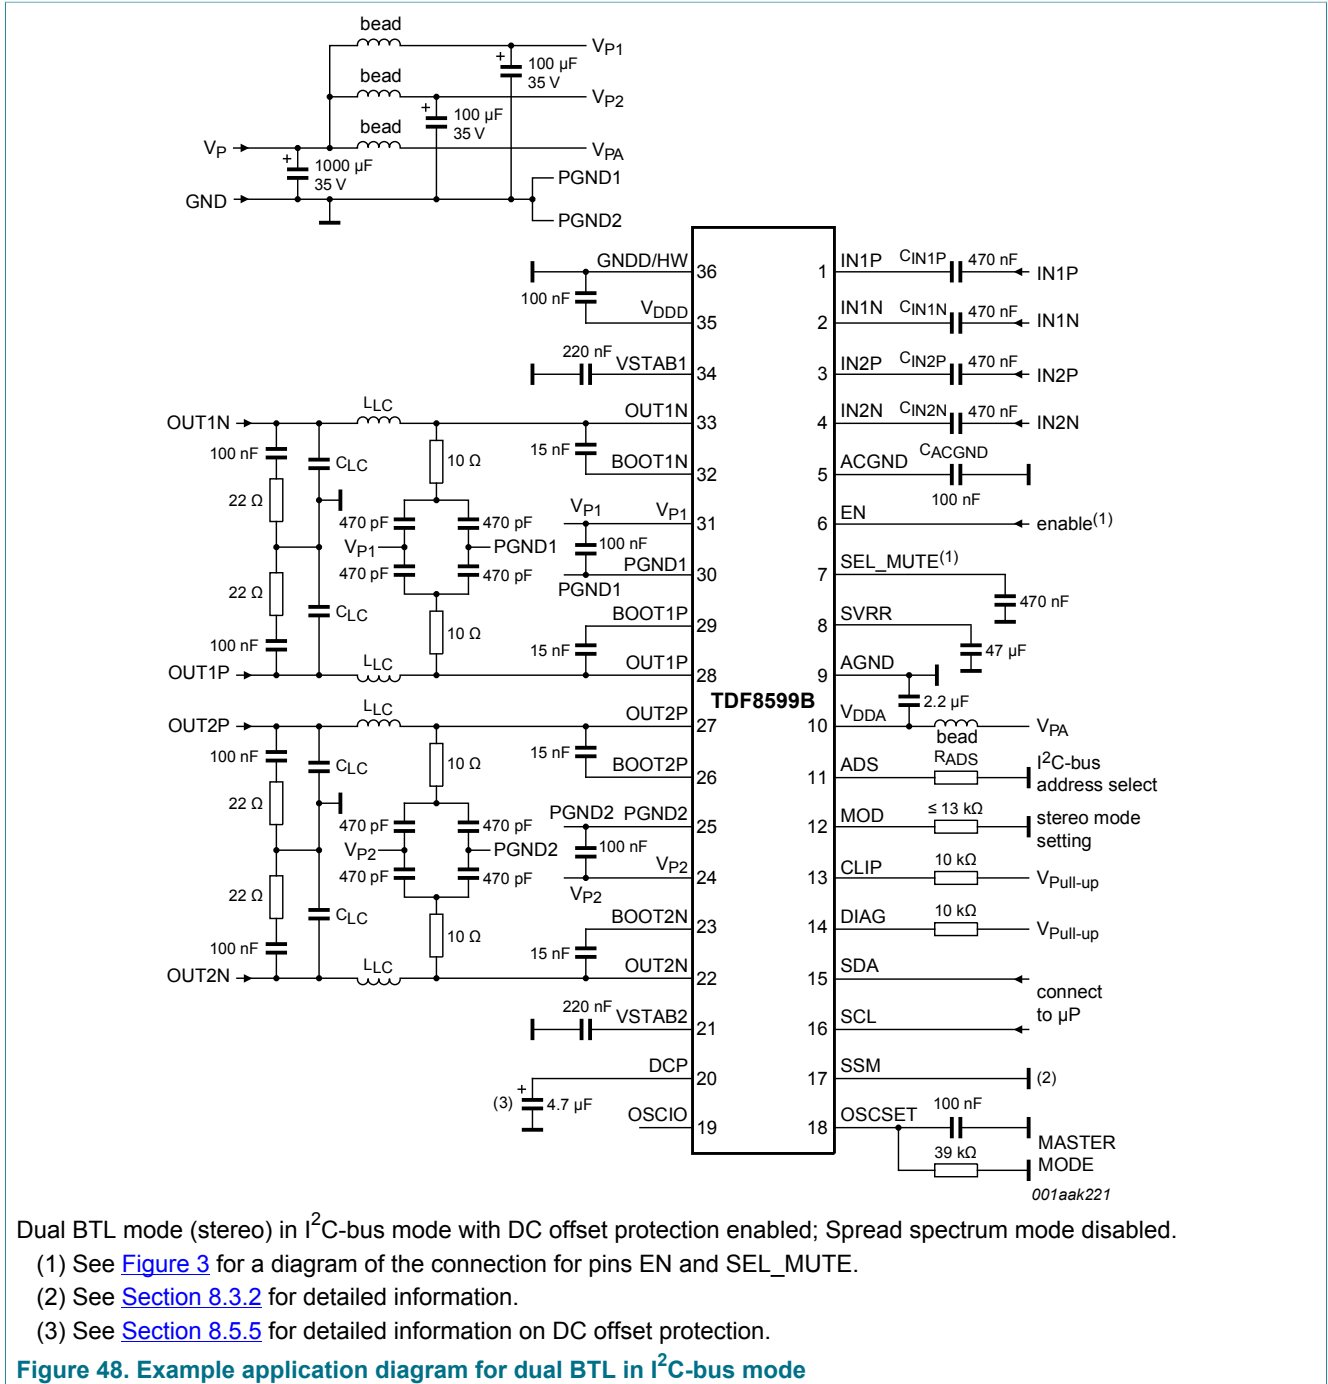 bead
VP1
+
100 µF
35 V
bead
VP2
+
100 µF
35 V
bead
VP
VPA
+
1000 µF
35 V
PGND1
GND
PGND2
GNDD/HW
36
100 nF
VDDD
35
220 nF
VSTAB1
34
OUT1N
LLC
OUT1N
33
100 nF
CLC
10 Ω
15 nF
BOOT1N
32
22 Ω
470 pF
470 pF
VP1
VP1
31
VP1
PGND1
100 nF
470 pF
470 pF
PGND1
30
PGND1
22 Ω
CLC
BOOT1P
29
10 Ω
100 nF
15 nF
OUT1P
LLC
OUT1P
28
TDF8599B
OUT2P
LLC
OUT2P
27
100 nF
CLC
10 Ω
15 nF
BOOT2P
26
22 Ω
470 pF
470 pF
PGND2
PGND2
25
VP2
PGND2
100 nF
470 pF
470 pF
VP2
24
VP2
22 Ω
CLC
BOOT2N
23
10 Ω
100 nF
15 nF
OUT2N
LLC
OUT2N
22
220 nF
VSTAB2
21
DCP
20
(3)
+
4.7 µF
OSCIO
19
1
IN1P
CIN1P
470 nF
IN1P
2
IN1N
CIN1N
470 nF
IN1N
3
IN2P
CIN2P
470 nF
IN2P
4
IN2N
CIN2N
470 nF
IN2N
5
ACGND
CACGND
100 nF
6
EN
enable(1)
7
SEL_MUTE(1)
470 nF
8
SVRR
47 µF
9
AGND
2.2 µF
10
VDDA
bead
VPA
11
ADS
RADS
I2C-bus
address select
12
MOD
≤ 13 kΩ
stereo mode
setting
13
CLIP
10 kΩ
VPull-up
14
DIAG
10 kΩ
VPull-up
15
SDA
connect
to µP
16
SCL
17
SSM
(2)
18
OSCSET
100 nF
39 kΩ
MASTER
MODE
001aak221
Dual BTL mode (stereo) in I2C-bus mode with DC offset protection enabled; Spread spectrum mode disabled.
(1) See Figure 3 for a diagram of the connection for pins EN and SEL_MUTE.
(2) See Section 8.3.2 for detailed information.
(3) See Section 8.5.5 for detailed information on DC offset protection.
Figure 48. Example application diagram for dual BTL in I2C-bus mode